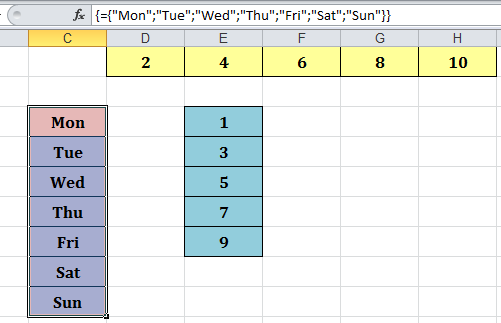 fx {={"Mon";"Tue";"Wed";"Thu";"Fri";"Sat";"Sun"}}
C D E F G H
2 4 6 8 10
Mon 1
Tue 3
Wed 5
Thu 7
Fri 9
Sat
Sun